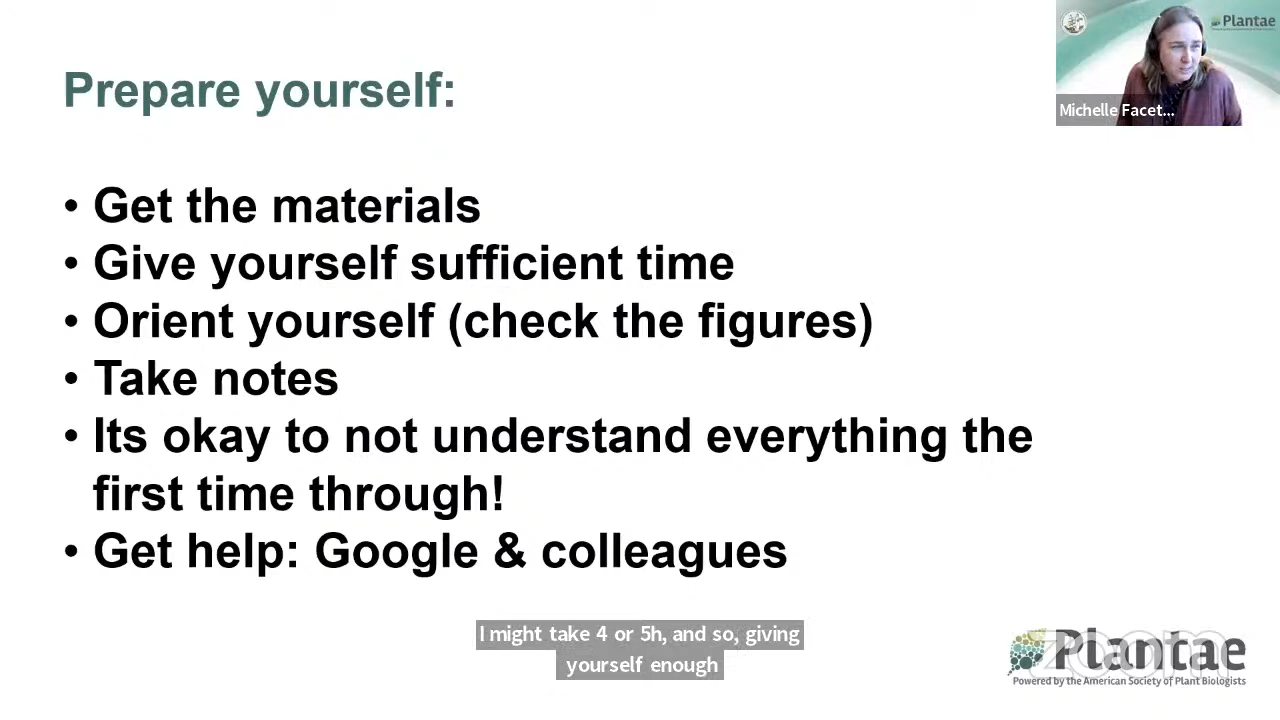 Plantae
Michelle Facet...
Prepare yourself:
• Get the materials
• Give yourself sufficient time
• Orient yourself (check the figures)
• Take notes
• Its okay to not understand everything the
first time through!
• Get help: Google & colleagues
I might take 4 or 5h, and so, giving
yourself enough
zoom
Plantae
Powered by the American Society of Plant Biologists